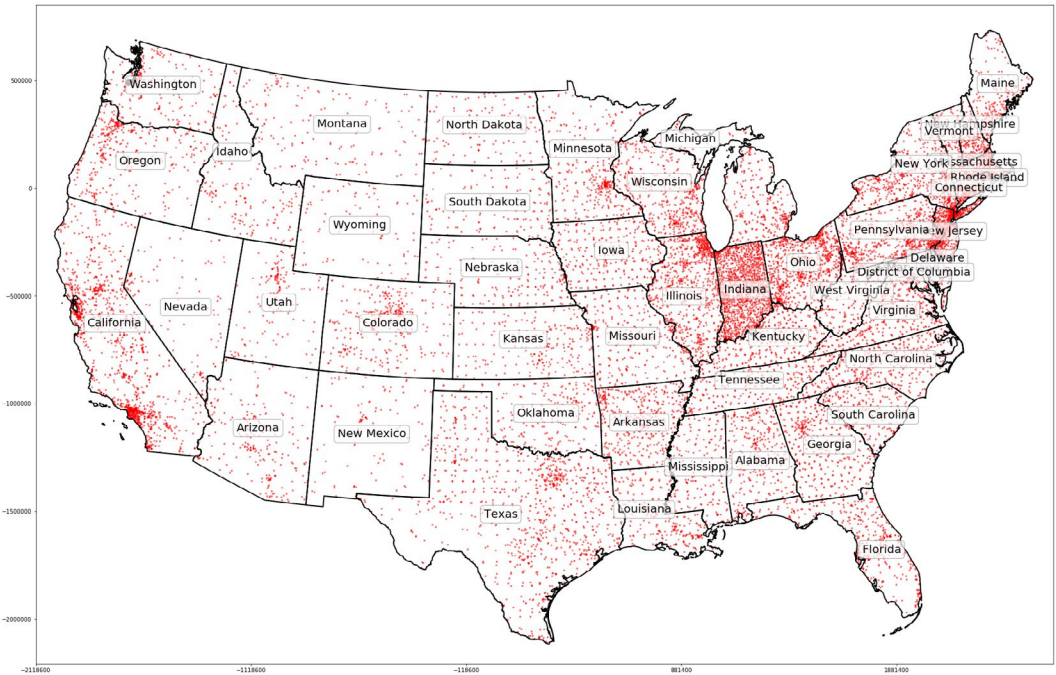 Maine
500000
Washington
Montana
North Dakota
New Hampshire
Vermont
Michigan
Minnesota
Oregon
Idaho
New York
ssachusetts
Rhode Island
Connecticut
0
Wisconsin
South Dakota
Wyoming
Pennsylvania
ew Jersey
Iowa
Delaware
Nebraska
Ohio
District of Columbia
Indiana
West Virginia
−500000
Utah
Nevada
Illinois
Virginia
California
Colorado
Kansas
Missouri
Kentucky
North Carolina
Tennessee
−1000000
Oklahoma
South Carolina
Arkansas
Arizona
New Mexico
Georgia
Alabama
Mississippi
−1500000
Louisiana
Texas
Florida
−2000000
−2118600
−1118600
−118600
881400
1881400